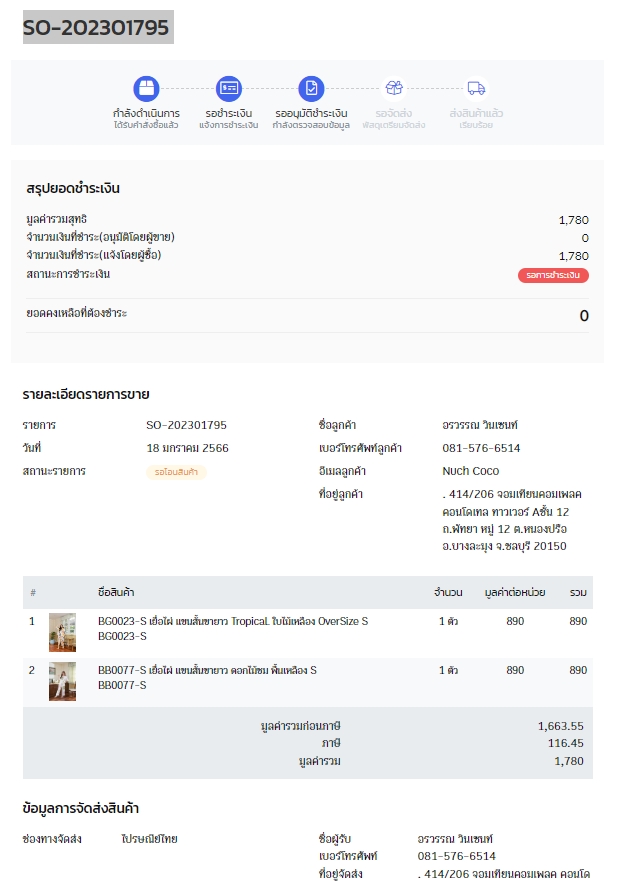 SO-202301795
กำลังดำเนินการ รอชำระเงิน รออนุมัติชำระเงิน รอจัดส่ง ส่งสินค้าแล้ว
ได้รับคำสั่งซื้อแล้ว แจ้งการชำระเงิน กำลังตรวจสอบข้อมูล พัสดุเตรียมจัดส่ง เรียบร้อย
สรุปยอดชำระเงิน
มูลค่ารวมสุทธิ 1,780
จำนวนเงินที่ชำระ(อนุมัติโดยผู้ขาย) 0
จำนวนเงินที่ชำระ(แจ้งโดยผู้ซื้อ) 1,780
สถานะการชำระเงิน รอการชำระเงิน
ยอดคงเหลือที่ต้องชำระ 0
รายละเอียดรายการขาย
รายการ SO-202301795 ชื่อลูกค้า อรวรรณ วินเซนท์
วันที่ 18 มกราคม 2566 เบอร์โทรศัพท์ลูกค้า 081-576-6514
สถานะรายการ รอโอนสินค้า อีเมลลูกค้า Nuch Coco
ที่อยู่ลูกค้า . 414/206 จอมเทียนคอมเพลค
คอนโดเทล ทาวเวอร์ Aชั้น 12
ถ.พัทยา หมู่ 12 ต.หนองปรือ
อ.บางละมุง จ.ชลบุรี 20150
# ชื่อสินค้า จำนวน มูลค่าต่อหน่วย รวม
1 BG0023-S เยื่อไผ่ แขนสั้นขายาว TropicaL ใบไม้เหลือง OverSize S 1 ตัว 890 890
BG0023-S
2 BB0077-S เยื่อไผ่ แขนสั้นขายาว ดอกไม้ชม พื้นเหลือง S 1 ตัว 890 890
BB0077-S
มูลค่ารวมก่อนภาษี 1,663.55
ภาษี 116.45
มูลค่ารวม 1,780
ข้อมูลการจัดส่งสินค้า
ช่องทางจัดส่ง ไปรษณีย์ไทย ชื่อผู้รับ อรวรรณ วินเซนท์
เบอร์โทรศัพท์ 081-576-6514
ที่อยู่จัดส่ง . 414/206 จอมเทียนคอมเพลค คอนโด